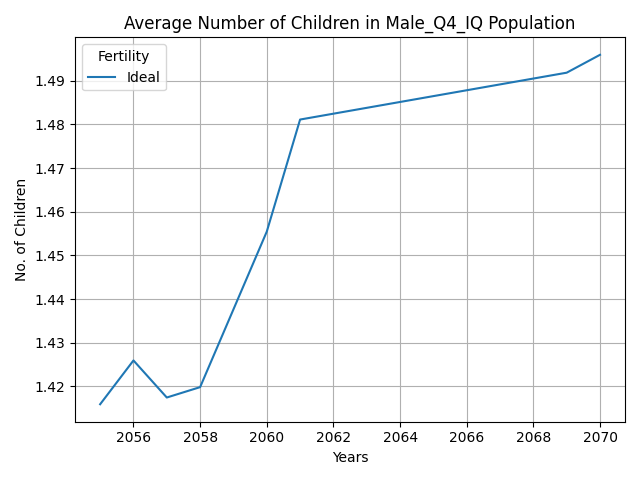 Average Number of Children in Male_Q4_IQ Population
Fertility
Ideal
1.49
1.48
1.47
1.46
1.45
1.44
1.43
1.42
No. of Children
2056 2058 2060 2062 2064 2066 2068 2070
Years